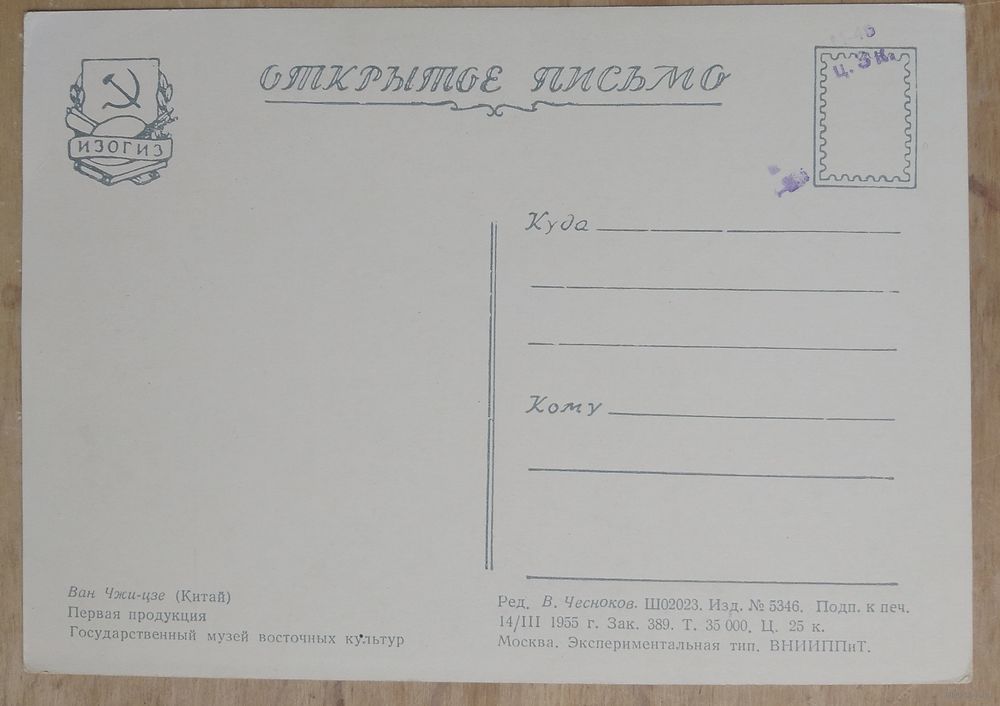 ОТКРЫТОЕ ПИСЬМО
ИЗОГИЗ
Ц. 3 к.
Куда
Кому
Ван Чжи-цзе (Китай)
Первая продукция
Государственный музей восточных культур
Ред. В. Чесноков. Ш02023. Изд. № 5346. Подп. к печ.
14/III 1955 г. Зак. 389. Т. 35 000. Ц. 25 к.
Москва. Экспериментальная тип. ВНИИППиТ.